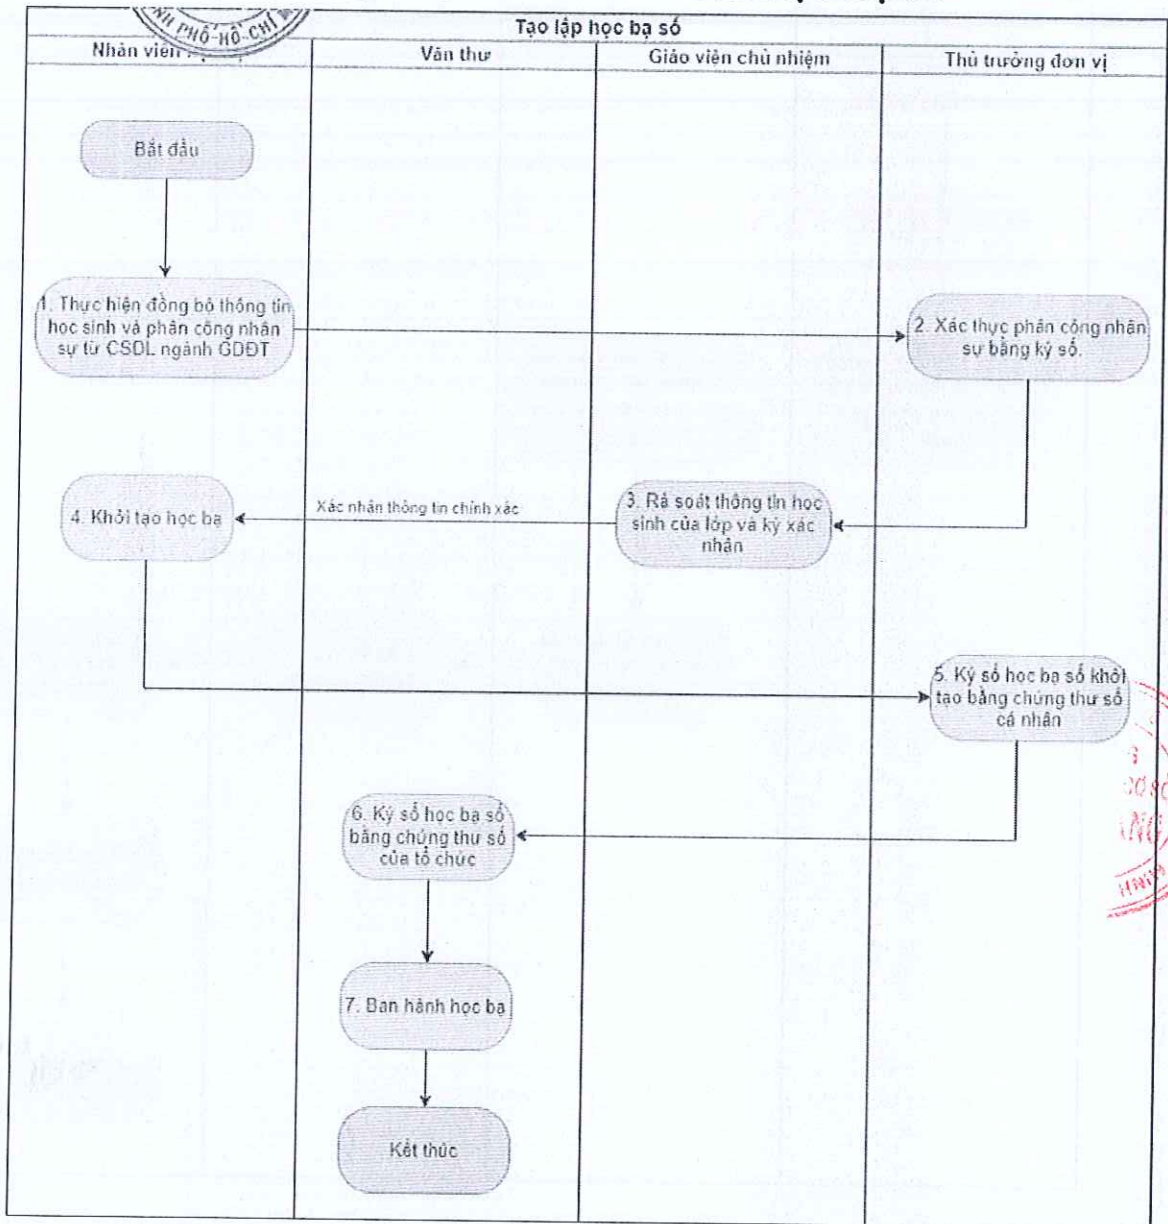 NH PHỐ HỒ CHÍ M
Tạo lập học bạ số
Nhân viên
Văn thư
Giáo viên chủ nhiệm
Thủ trưởng đơn vị
Bắt đầu
1. Thực hiện đồng bộ thông tin
học sinh và phân công nhân
sự từ CSDL ngành GDĐT
2. Xác thực phân công nhân
sự bằng ký số.
3. Rà soát thông tin học
sinh của lớp và ký xác
nhận
Xác nhận thông tin chính xác
4. Khởi tạo học bạ
5. Ký số học bạ số khởi
tạo bằng chứng thư số
cá nhân
6. Ký số học bạ số
bằng chứng thư số
của tổ chức
7. Ban hành học bạ
Kết thúc